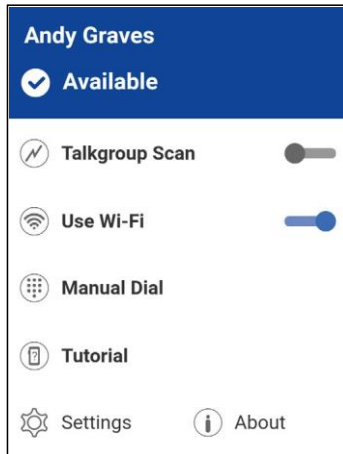 Andy Graves
Available
Talkgroup Scan
Use Wi-Fi
Manual Dial
Tutorial
Settings About